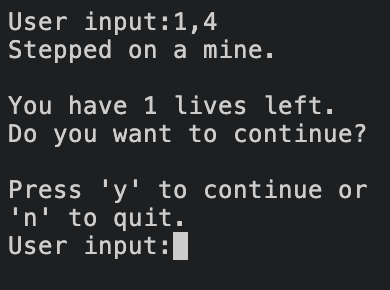 User input:1,4
Stepped on a mine.
You have 1 lives left.
Do you want to continue?
Press 'y' to continue or
'n' to quit.
User input: